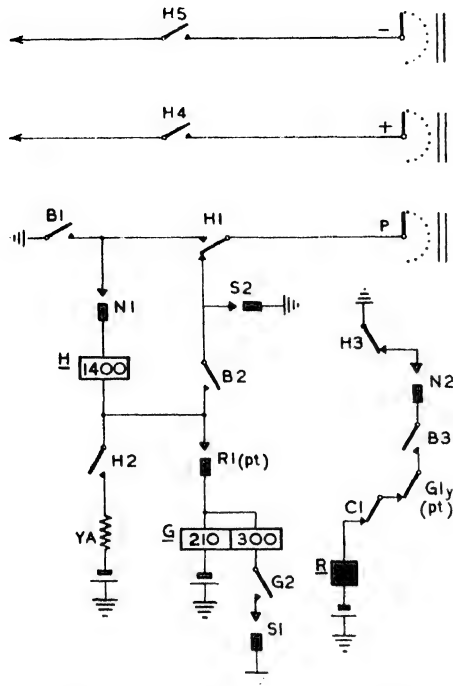 H5
−
H4
+
B1
H1
P
S2
N1
H3
H
1400
B2
N2
H2
R1(pt)
B3
G1y
(pt)
C1
YA
G
210
300
G2
R
S1